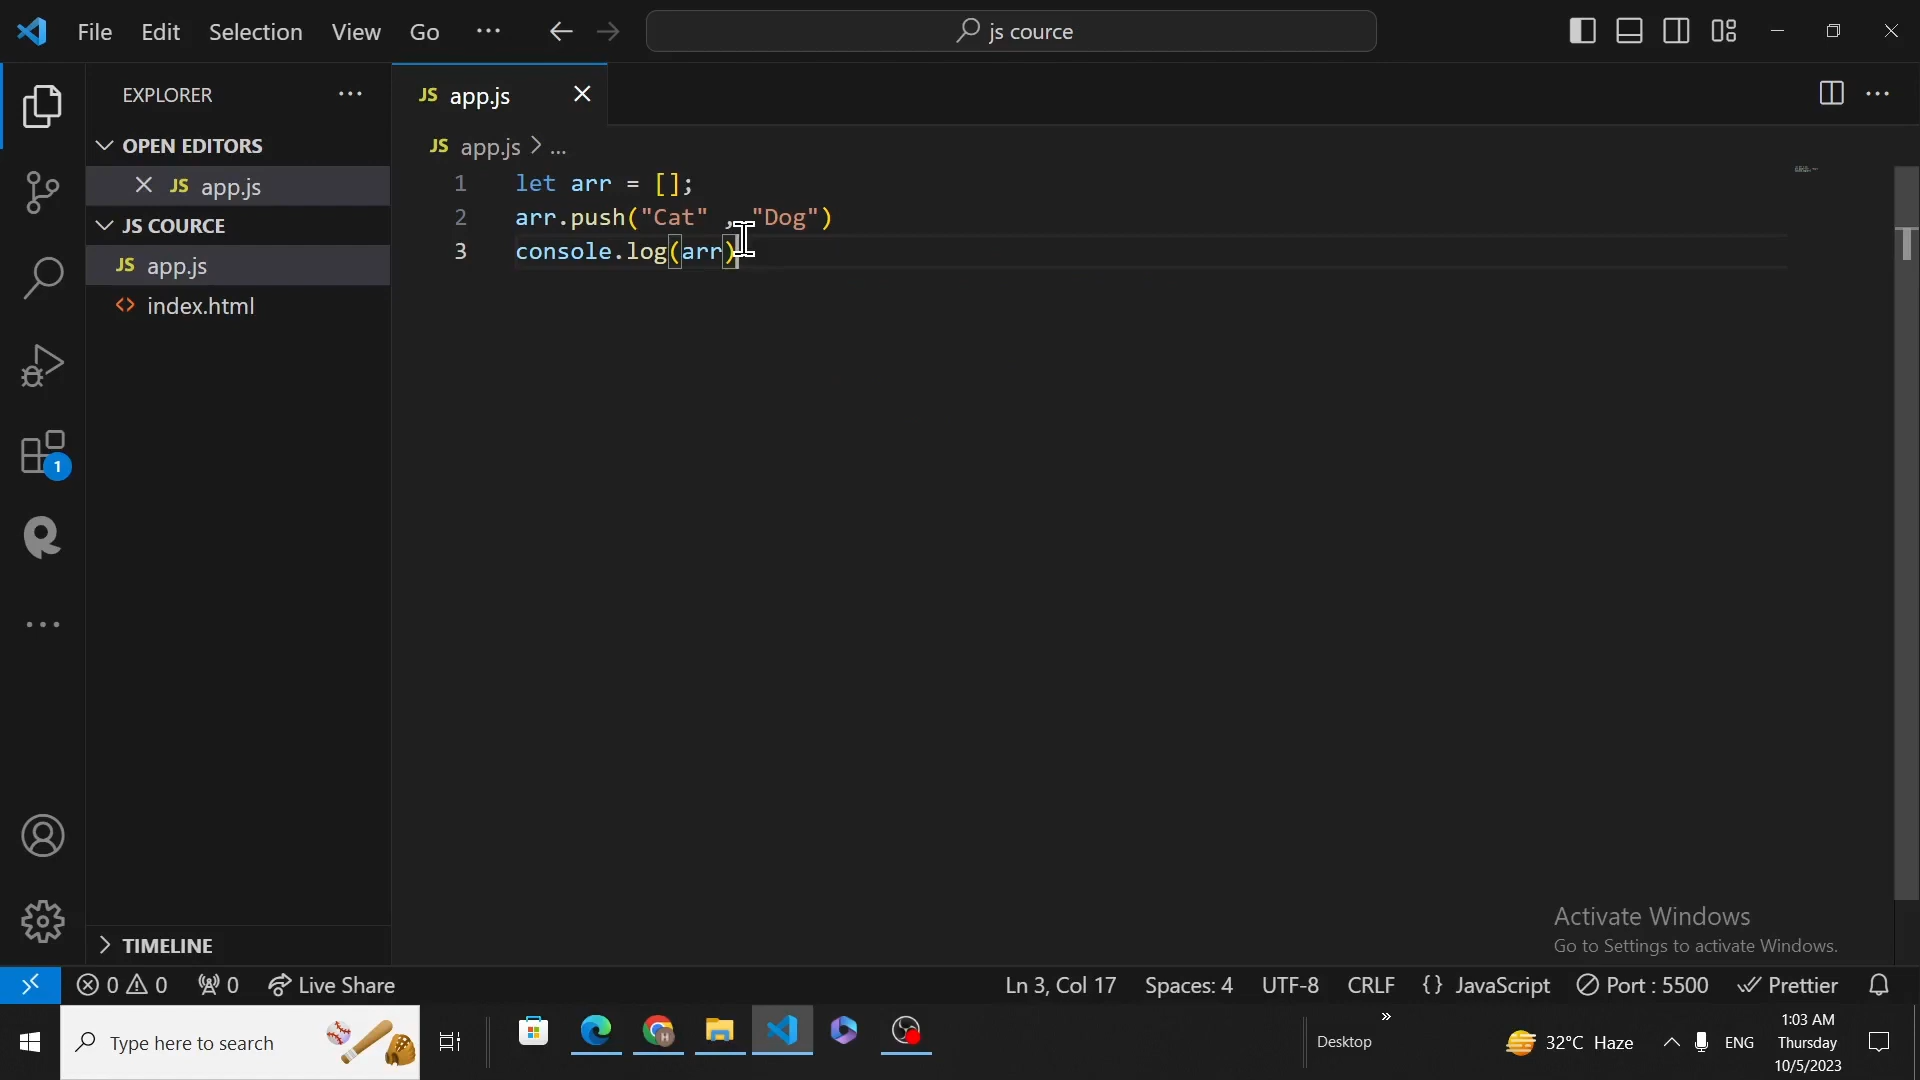 File Edit Selection View Go ··· js cource
EXPLORER ···
JS app.js
OPEN EDITORS
JS app.js
JS COURCE
JS app.js
index.html
TIMELINE
JS app.js > ...
1 let arr = [];
2 arr.push("Cat" , "Dog")
3 console.log(arr)
1
Activate Windows
Go to Settings to activate Windows.
0 0 0 Live Share Ln 3, Col 17 Spaces: 4 UTF-8 CRLF {} JavaScript Port : 5500 Prettier
Type here to search Desktop » 32°C Haze ENG
1:03 AM
Thursday
10/5/2023